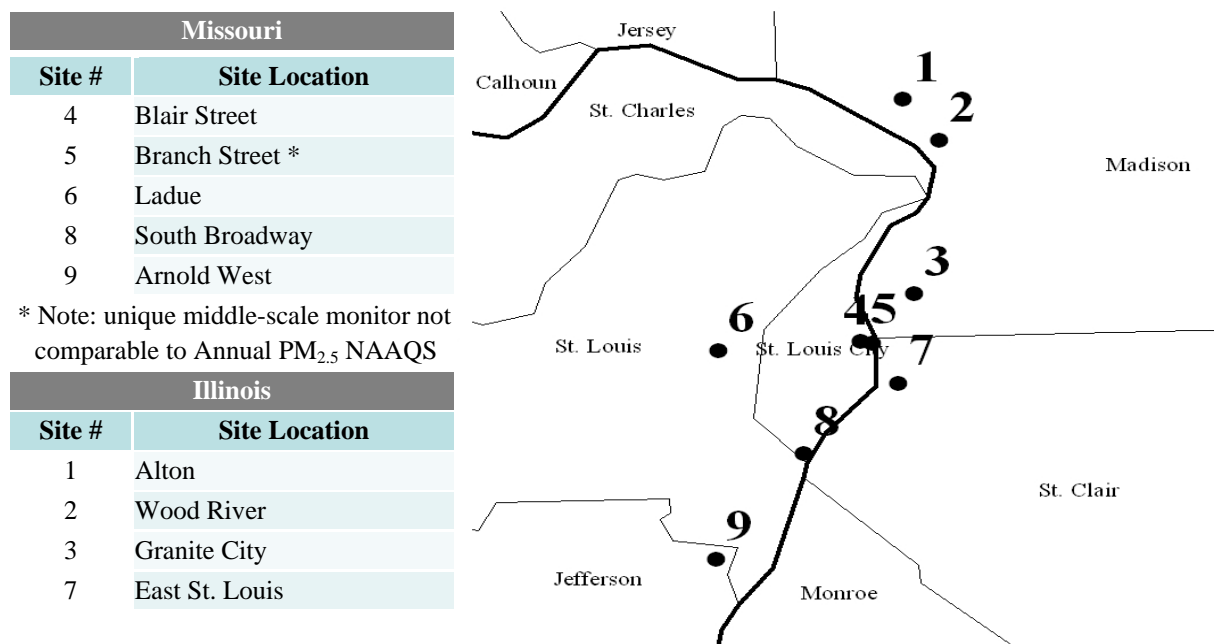 Missouri
Site # Site Location
4 Blair Street
5 Branch Street *
6 Ladue
8 South Broadway
9 Arnold West
* Note: unique middle-scale monitor not
comparable to Annual PM2.5 NAAQS
Illinois
Site # Site Location
1 Alton
2 Wood River
3 Granite City
7 East St. Louis
Jersey
Calhoun
St. Charles
1
2
Madison
3
4 5
6
St. Louis
St. Louis City
7
8
St. Clair
9
Jefferson
Monroe